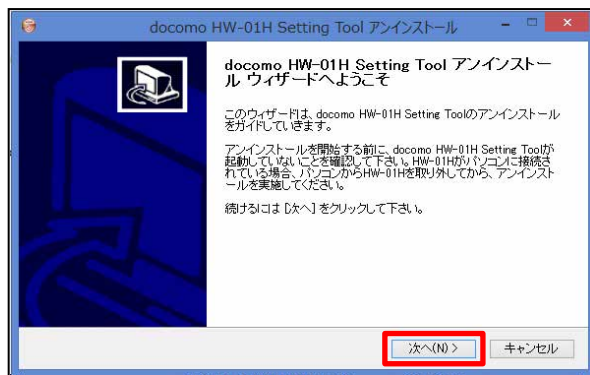 docomo HW-01H Setting Tool アンインストール
docomo HW-01H Setting Tool アンインストー
ル ウィザードへようこそ
このウィザードは、docomo HW-01H Setting Toolのアンインストール
をガイドしていきます。
アンインストールを開始する前に、docomo HW-01H Setting Toolが
起動していないことを確認して下さい。HW-01Hがパソコンに接続さ
れている場合、パソコンからHW-01Hを取り外してから、アンインスト
ールを実施してください。
続けるには [次へ] をクリックして下さい。
次へ(N) >
キャンセル